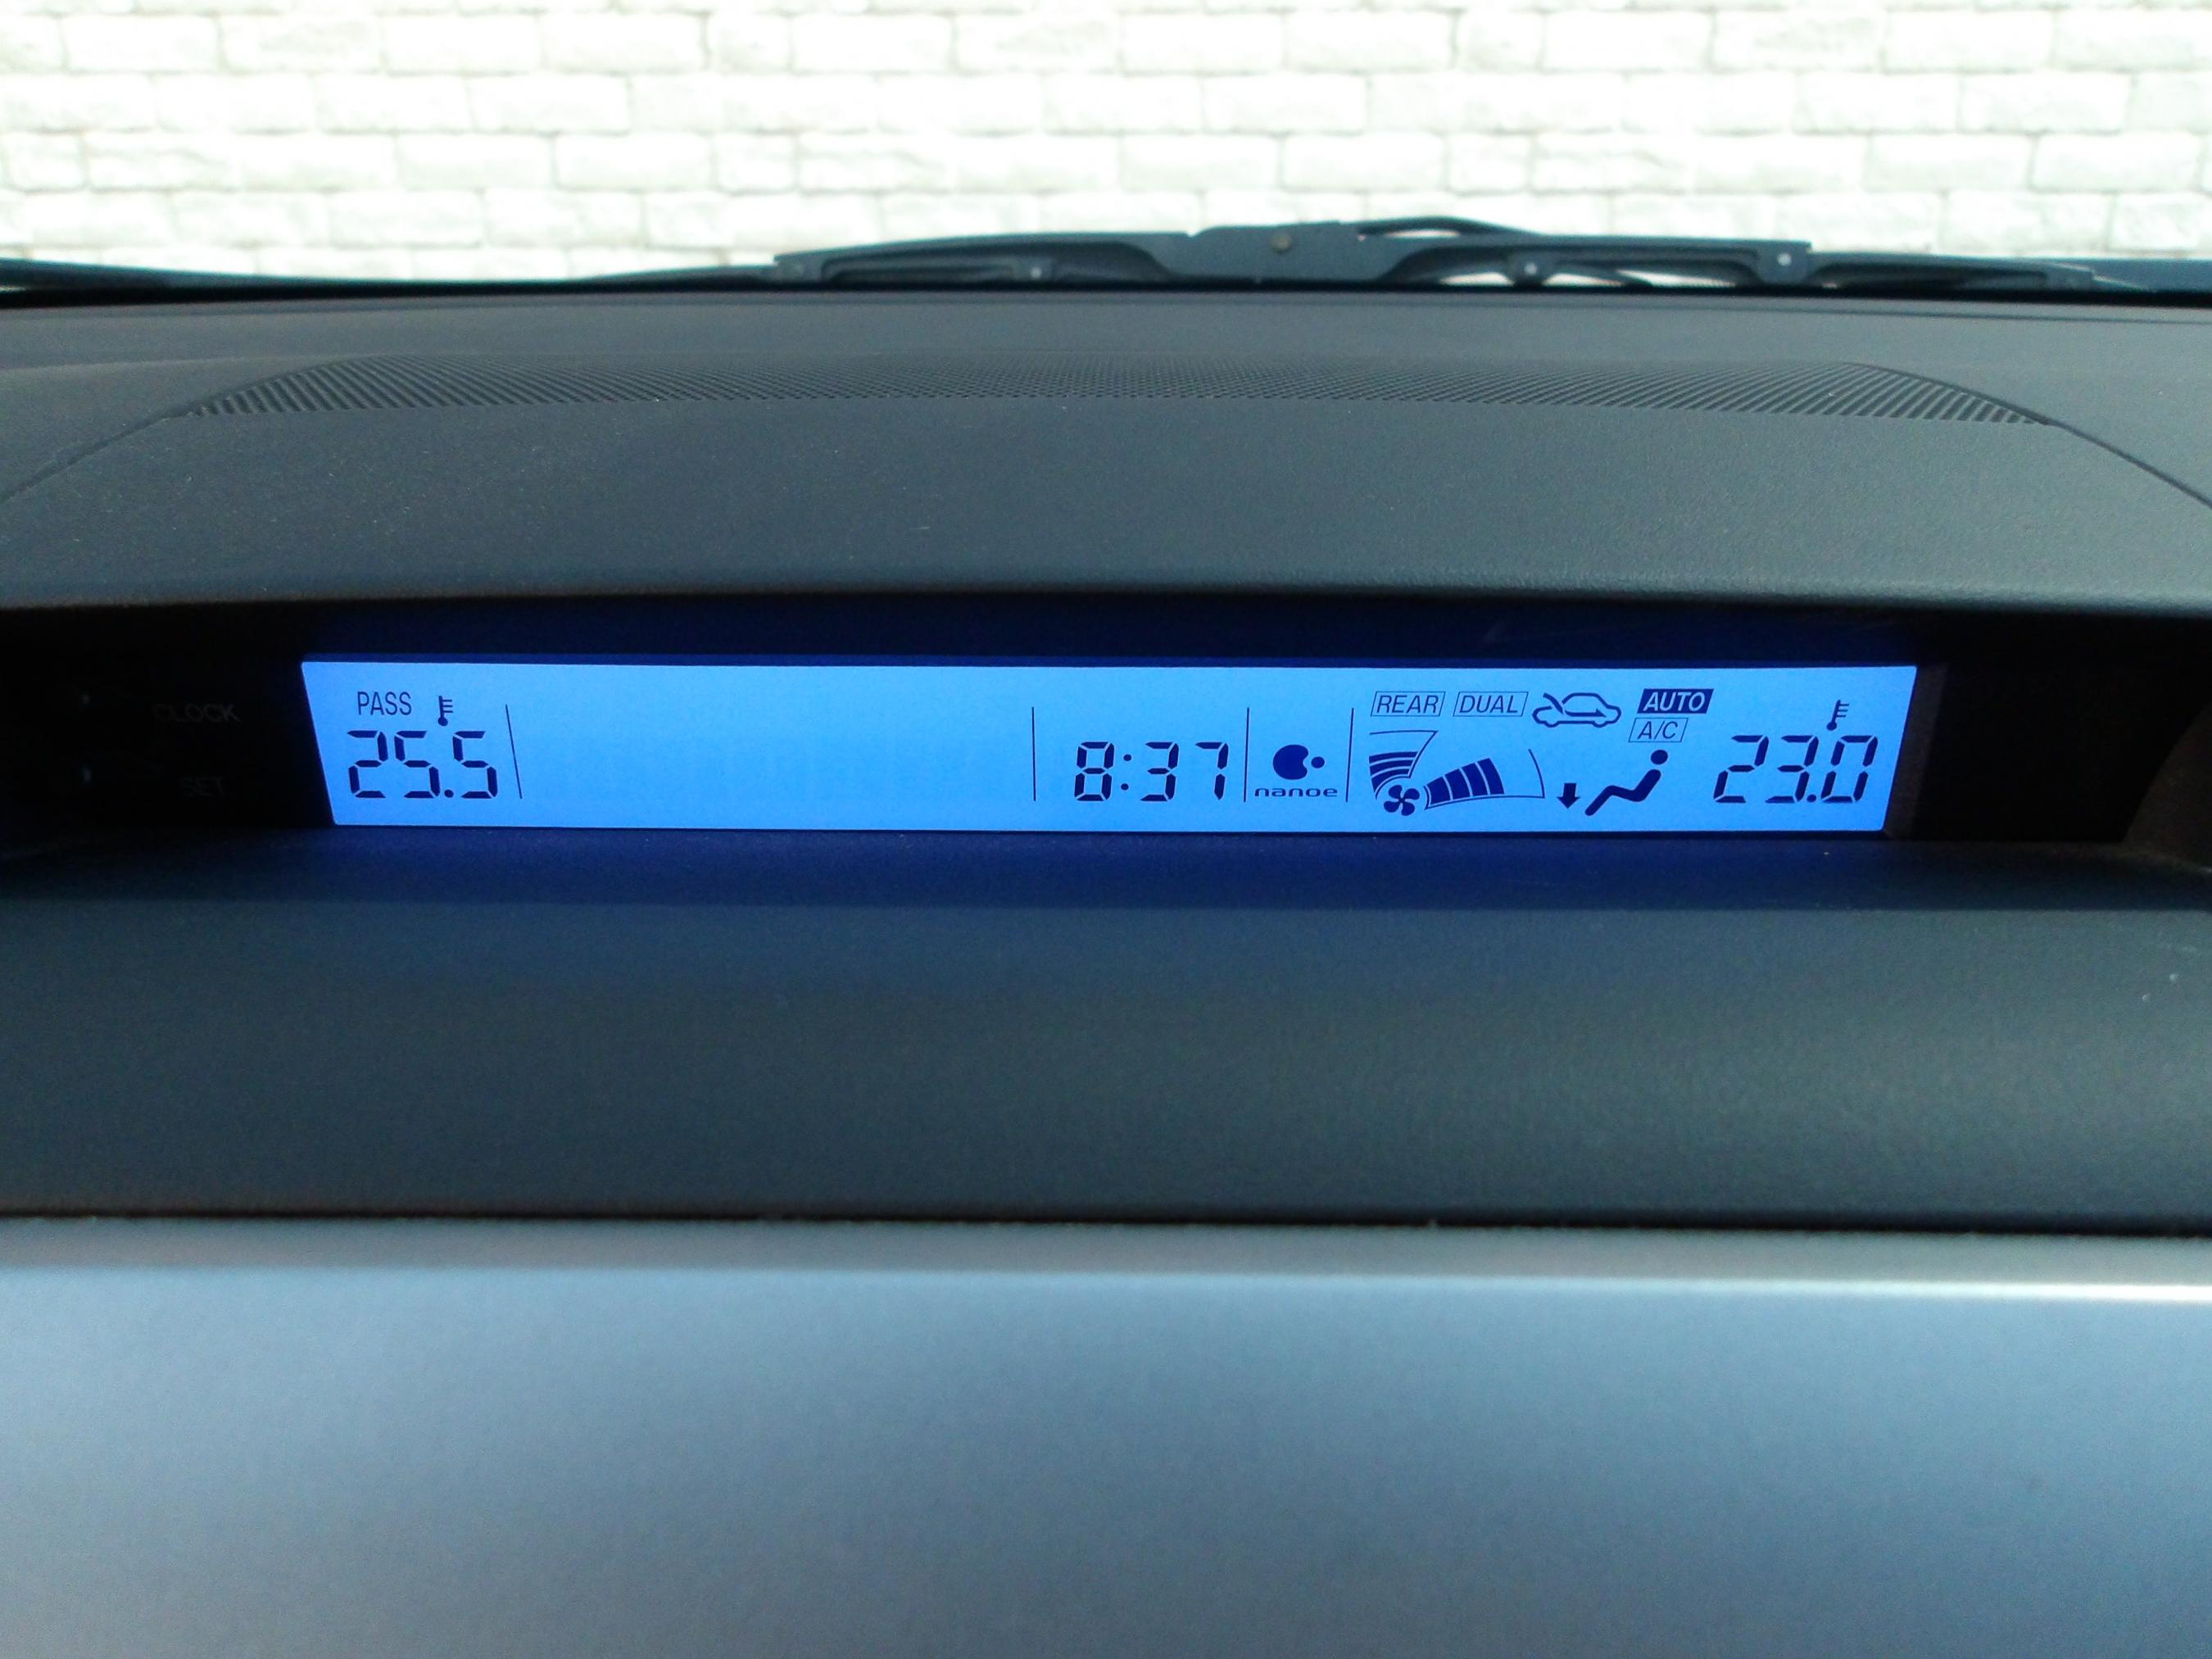 CLOCK
SET
PASS
25.5
8:37
nanoe
REAR DUAL AUTO
A/C
23.0